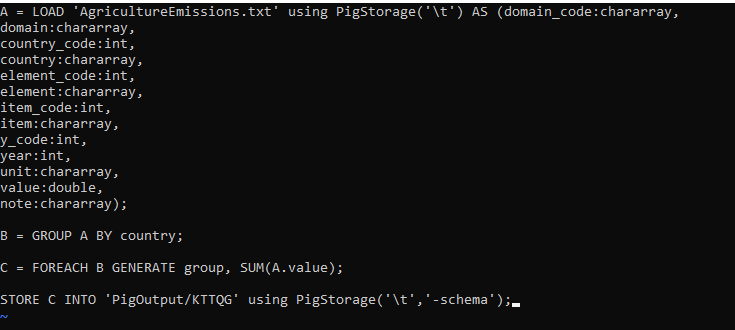 A = LOAD 'AgricultureEmissions.txt' using PigStorage('\t') AS (domain_code:chararray,
domain:chararray,
country_code:int,
country:chararray,
element_code:int,
element:chararray,
item_code:int,
item:chararray,
y_code:int,
year:int,
unit:chararray,
value:double,
note:chararray);
B = GROUP A BY country;
C = FOREACH B GENERATE group, SUM(A.value);
STORE C INTO 'PigOutput/KTTQG' using PigStorage('\t','-schema');
~